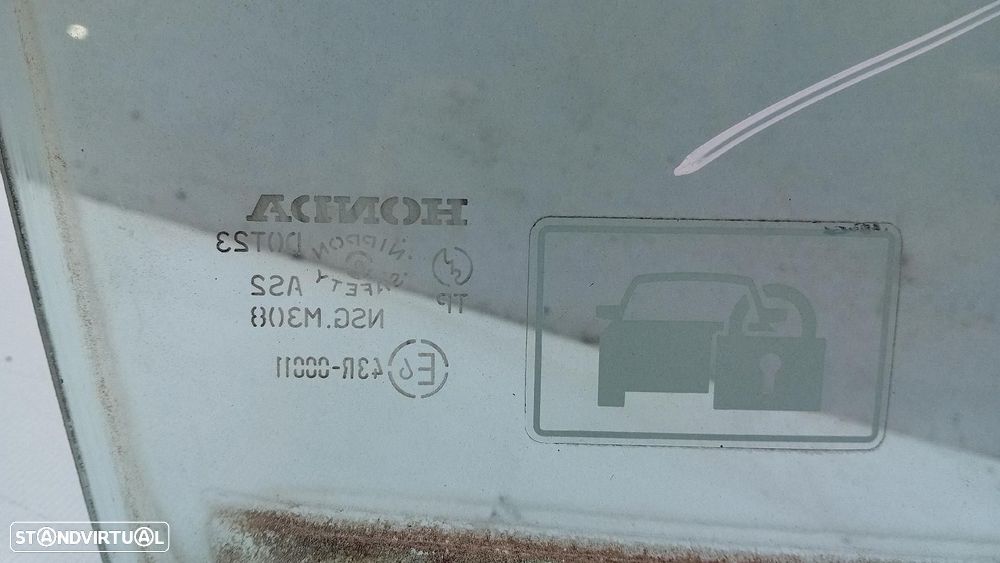 HONDA
DOT23
NIPPON
SAFETY
AS2
TP
NSG.M308
E6 43R-00011
STANDVIRTUAL